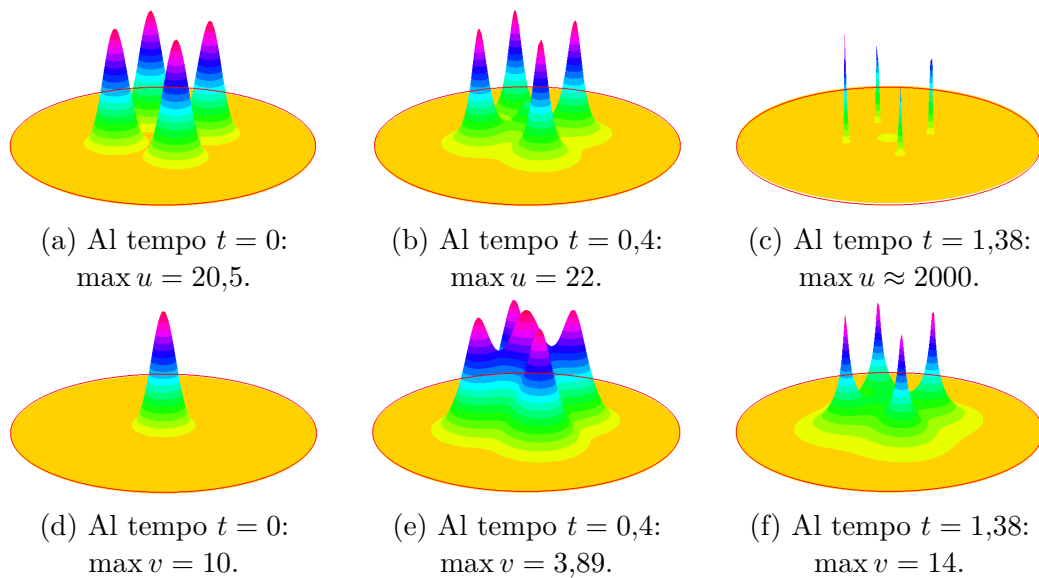 (a) Al tempo t = 0:
max u = 20,5.
(b) Al tempo t = 0,4:
max u = 22.
(c) Al tempo t = 1,38:
max u ≈ 2000.
(d) Al tempo t = 0:
max v = 10.
(e) Al tempo t = 0,4:
max v = 3,89.
(f) Al tempo t = 1,38:
max v = 14.